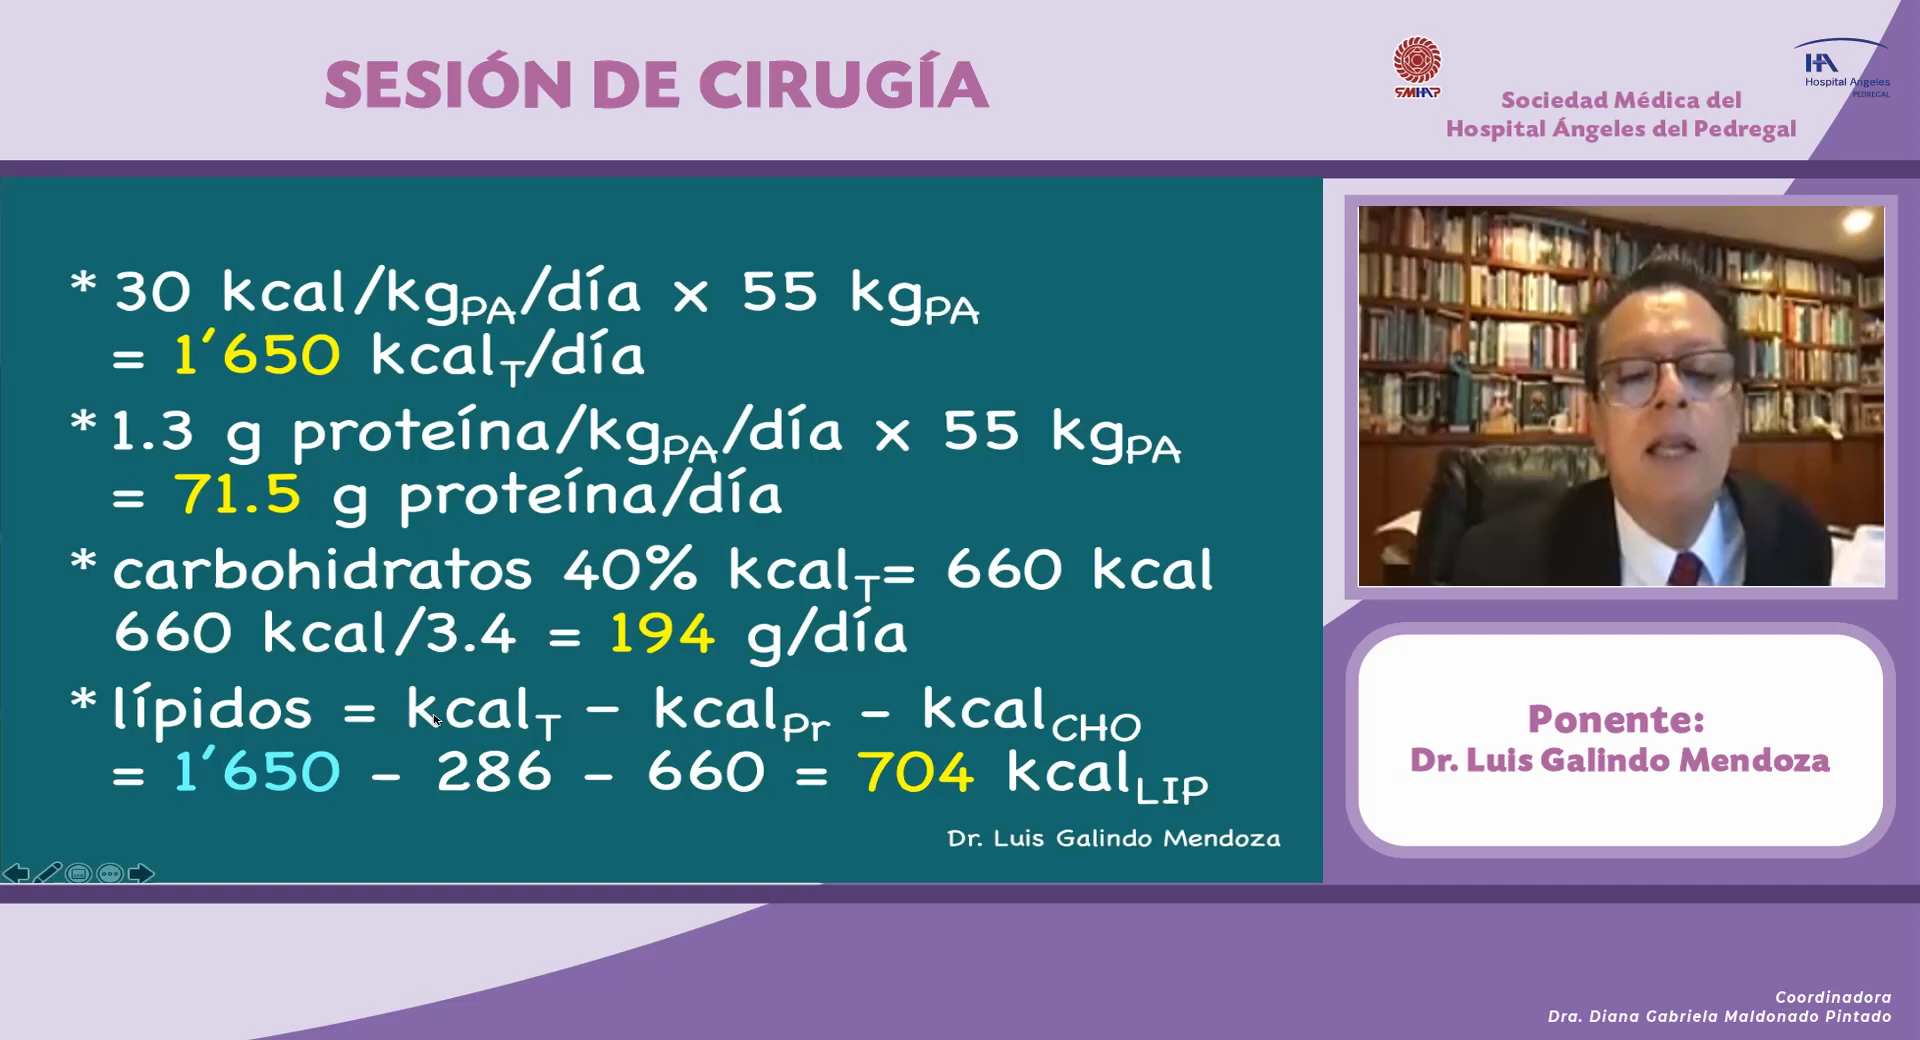 SESIÓN DE CIRUGÍA
SMHAP
Sociedad Médica del
Hospital Ángeles del Pedregal
HA
Hospital Angeles
PEDREGAL
* 30 kcal/kgPA/día x 55 kgPA
= 1’650 kcalT/día
* 1.3 g proteína/kgPA/día x 55 kgPA
= 71.5 g proteína/día
* carbohidratos 40% kcalT= 660 kcal
660 kcal/3.4 = 194 g/día
* lípidos = kcalT – kcalPr – kcalCHO
= 1’650 – 286 – 660 = 704 kcalLIP
Dr. Luis Galindo Mendoza
Ponente:
Dr. Luis Galindo Mendoza
Coordinadora
Dra. Diana Gabriela Maldonado Pintado